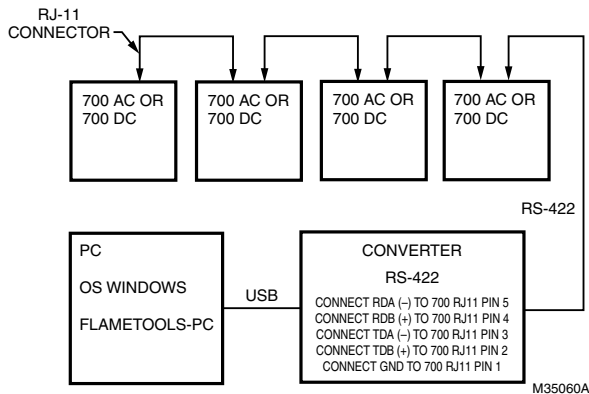 RJ-11
CONNECTOR
700 AC OR
700 DC
700 AC OR
700 DC
700 AC OR
700 DC
700 AC OR
700 DC
RS-422
PC
OS WINDOWS
FLAMETOOLS-PC
USB
CONVERTER
RS-422
CONNECT RDA (–) TO 700 RJ11 PIN 5
CONNECT RDB (+) TO 700 RJ11 PIN 4
CONNECT TDA (–) TO 700 RJ11 PIN 3
CONNECT TDB (+) TO 700 RJ11 PIN 2
CONNECT GND TO 700 RJ11 PIN 1
M35060A